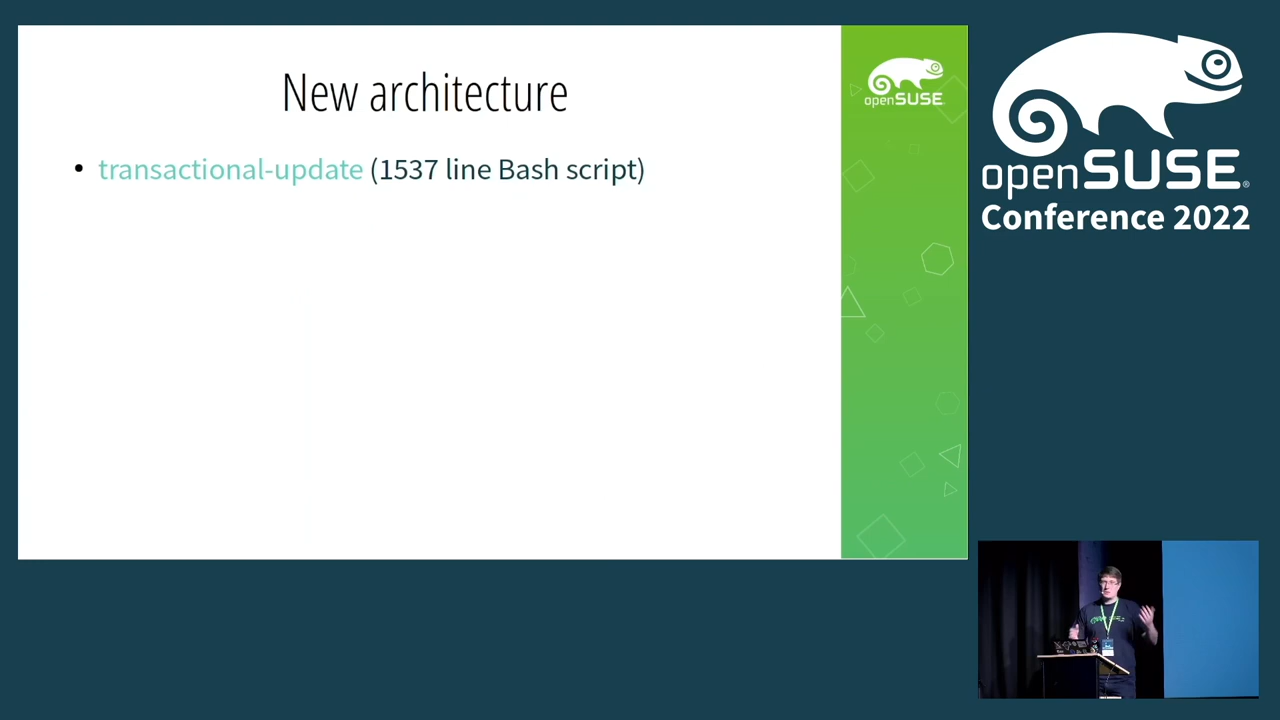 New architecture
• transactional-update (1537 line Bash script)
openSUSE
openSUSE®
Conference 2022